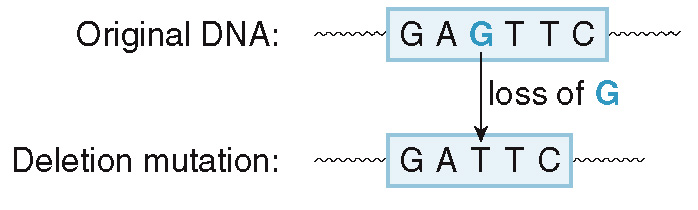 Original DNA: G A G T T C
loss of G
Deletion mutation: G A T T C